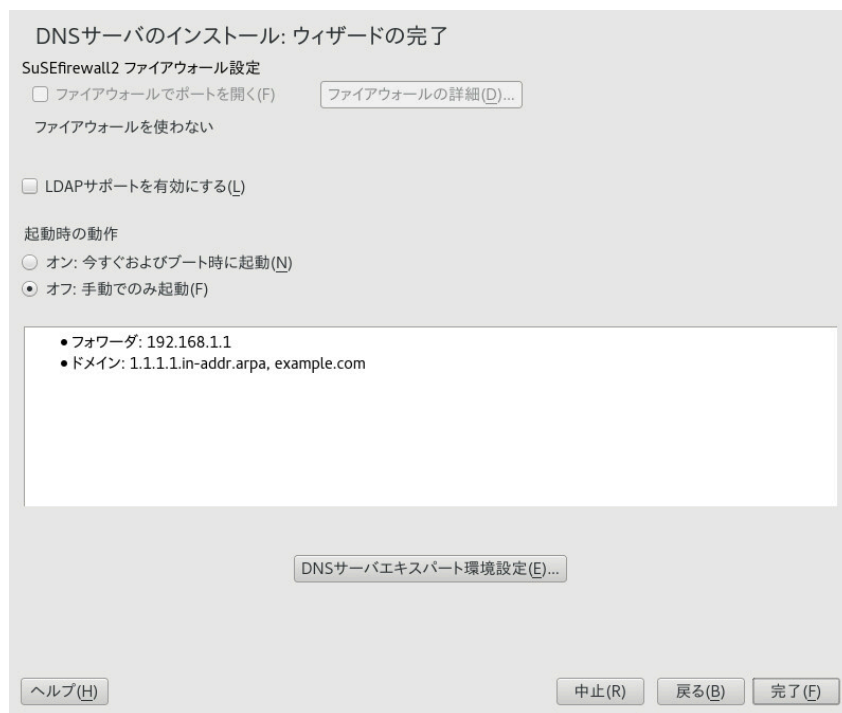 DNSサーバのインストール: ウィザードの完了
SuSEfirewall2 ファイアウォール設定
ファイアウォールでポートを開く(F)
ファイアウォールの詳細(D)...
ファイアウォールを使わない
LDAPサポートを有効にする(L)
起動時の動作
オン: 今すぐおよびブート時に起動(N)
オフ: 手動でのみ起動(F)
• フォワーダ: 192.168.1.1
• ドメイン: 1.1.1.1.in-addr.arpa, example.com
DNSサーバエキスパート環境設定(E)...
ヘルプ(H) 中止(R) 戻る(B) 完了(F)